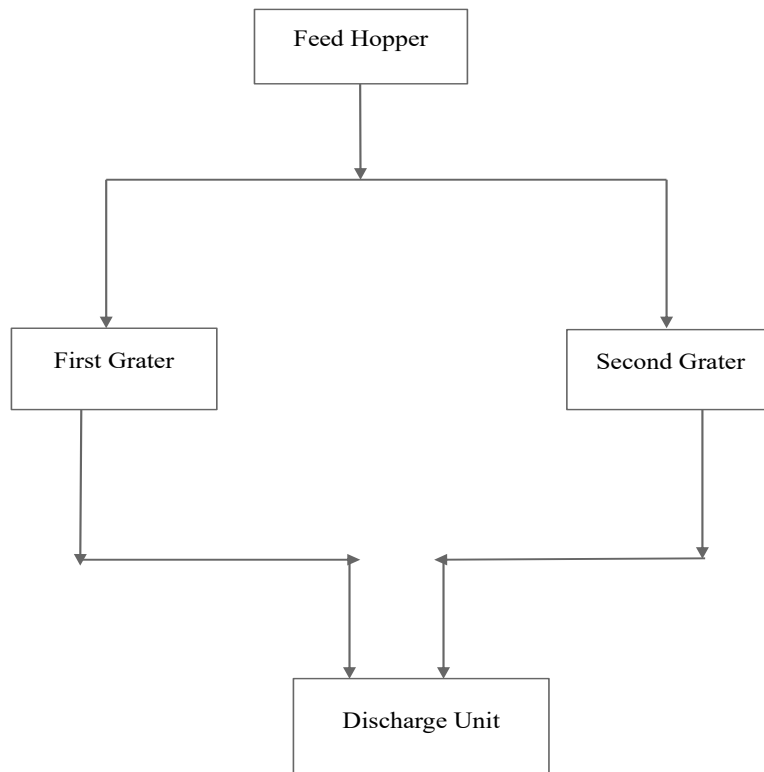 Feed Hopper
First Grater
Second Grater
Discharge Unit